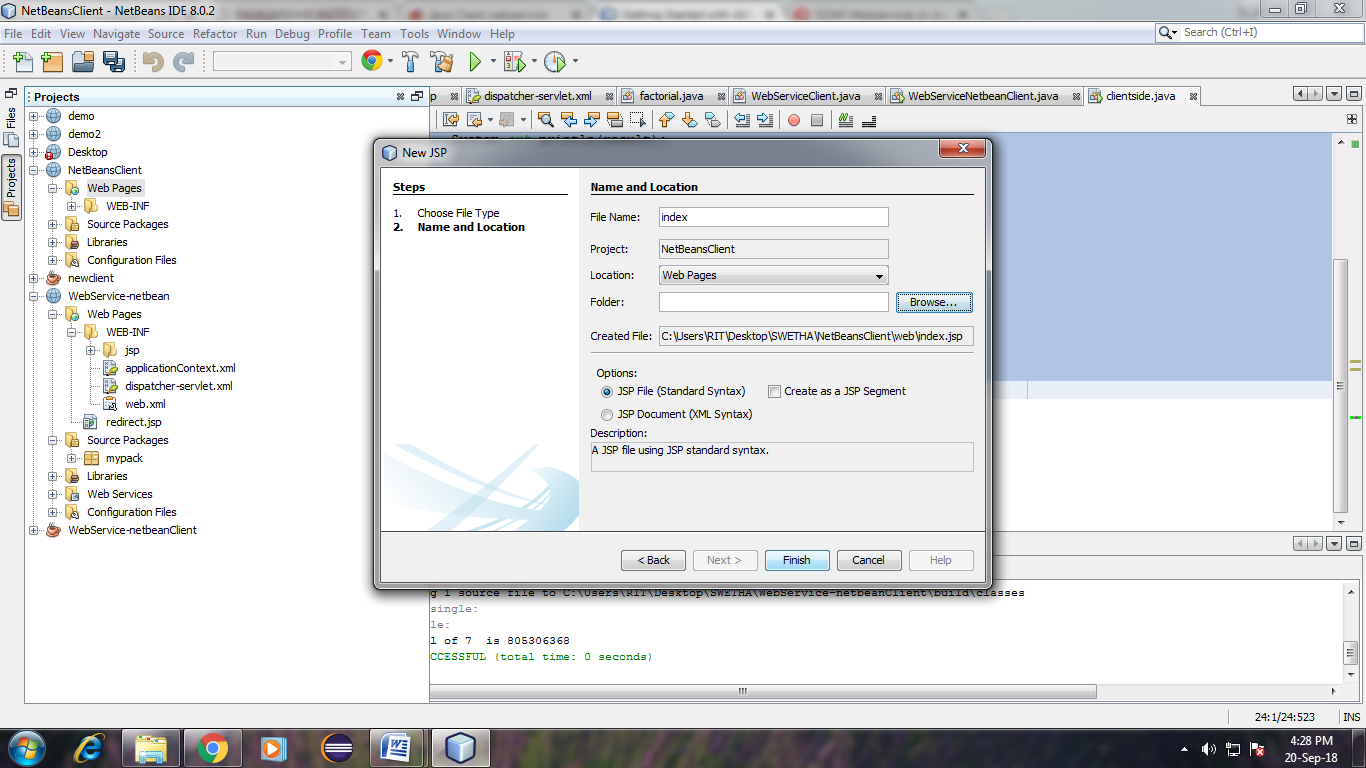 NetBeansClient - NetBeans IDE 8.0.2
File Edit View Navigate Source Refactor Run Debug Profile Team Tools Window Help
Search (Ctrl+I)
Files
Projects
Projects
demo
demo2
Desktop
NetBeansClient
Web Pages
WEB-INF
Source Packages
Libraries
Configuration Files
newclient
WebService-netbean
Web Pages
WEB-INF
jsp
applicationContext.xml
dispatcher-servlet.xml
web.xml
redirect.jsp
Source Packages
mypack
Libraries
Web Services
Configuration Files
WebService-netbeanClient
p dispatcher-servlet.xml factorial.java WebServiceClient.java WebServiceNetbeanClient.java clientside.java
New JSP
Steps
1. Choose File Type
2. Name and Location
Name and Location
File Name: index
Project: NetBeansClient
Location: Web Pages
Folder: Browse...
Created File: C:\Users\RIT\Desktop\SWETHA\NetBeansClient\web\index.jsp
Options:
JSP File (Standard Syntax) Create as a JSP Segment
JSP Document (XML Syntax)
Description:
A JSP file using JSP standard syntax.
< Back Next > Finish Cancel Help
g 1 source file to C:\Users\RIT\Desktop\SWETHA\WebService-netbeanClient\build\classes
single:
le:
l of 7  is 805306368
CCESSFUL (total time: 0 seconds)
24:1/24:523 INS
4:28 PM
20-Sep-18